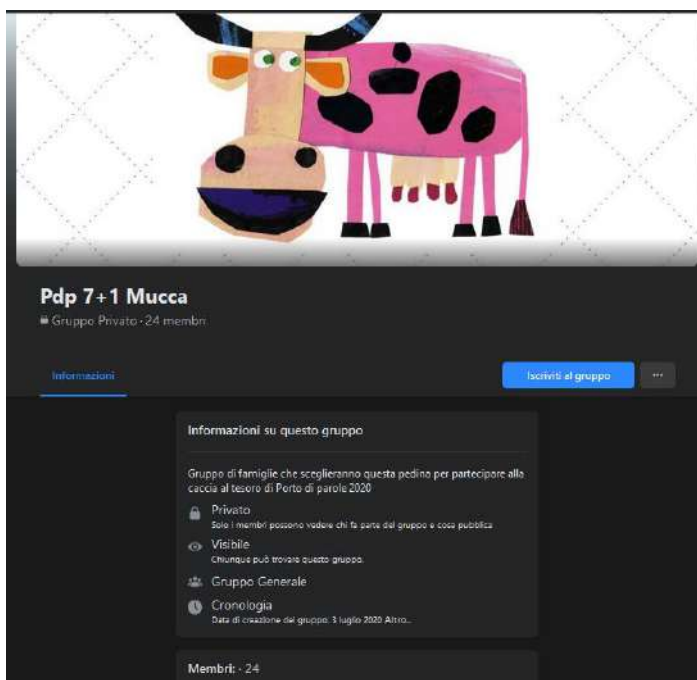 Pdp 7+1 Mucca
Gruppo Privato · 24 membri
Informazioni
Iscriviti al gruppo
...
Informazioni su questo gruppo
Gruppo di famiglie che sceglieranno questa pedina per partecipare alla
caccia al tesoro di Porto di parole 2020
Privato
Solo i membri possono vedere chi fa parte del gruppo e cosa pubblica
Visibile
Chiunque può trovare questo gruppo.
Gruppo Generale
Cronologia
Data di creazione del gruppo: 3 luglio 2020 Altro...
Membri: · 24